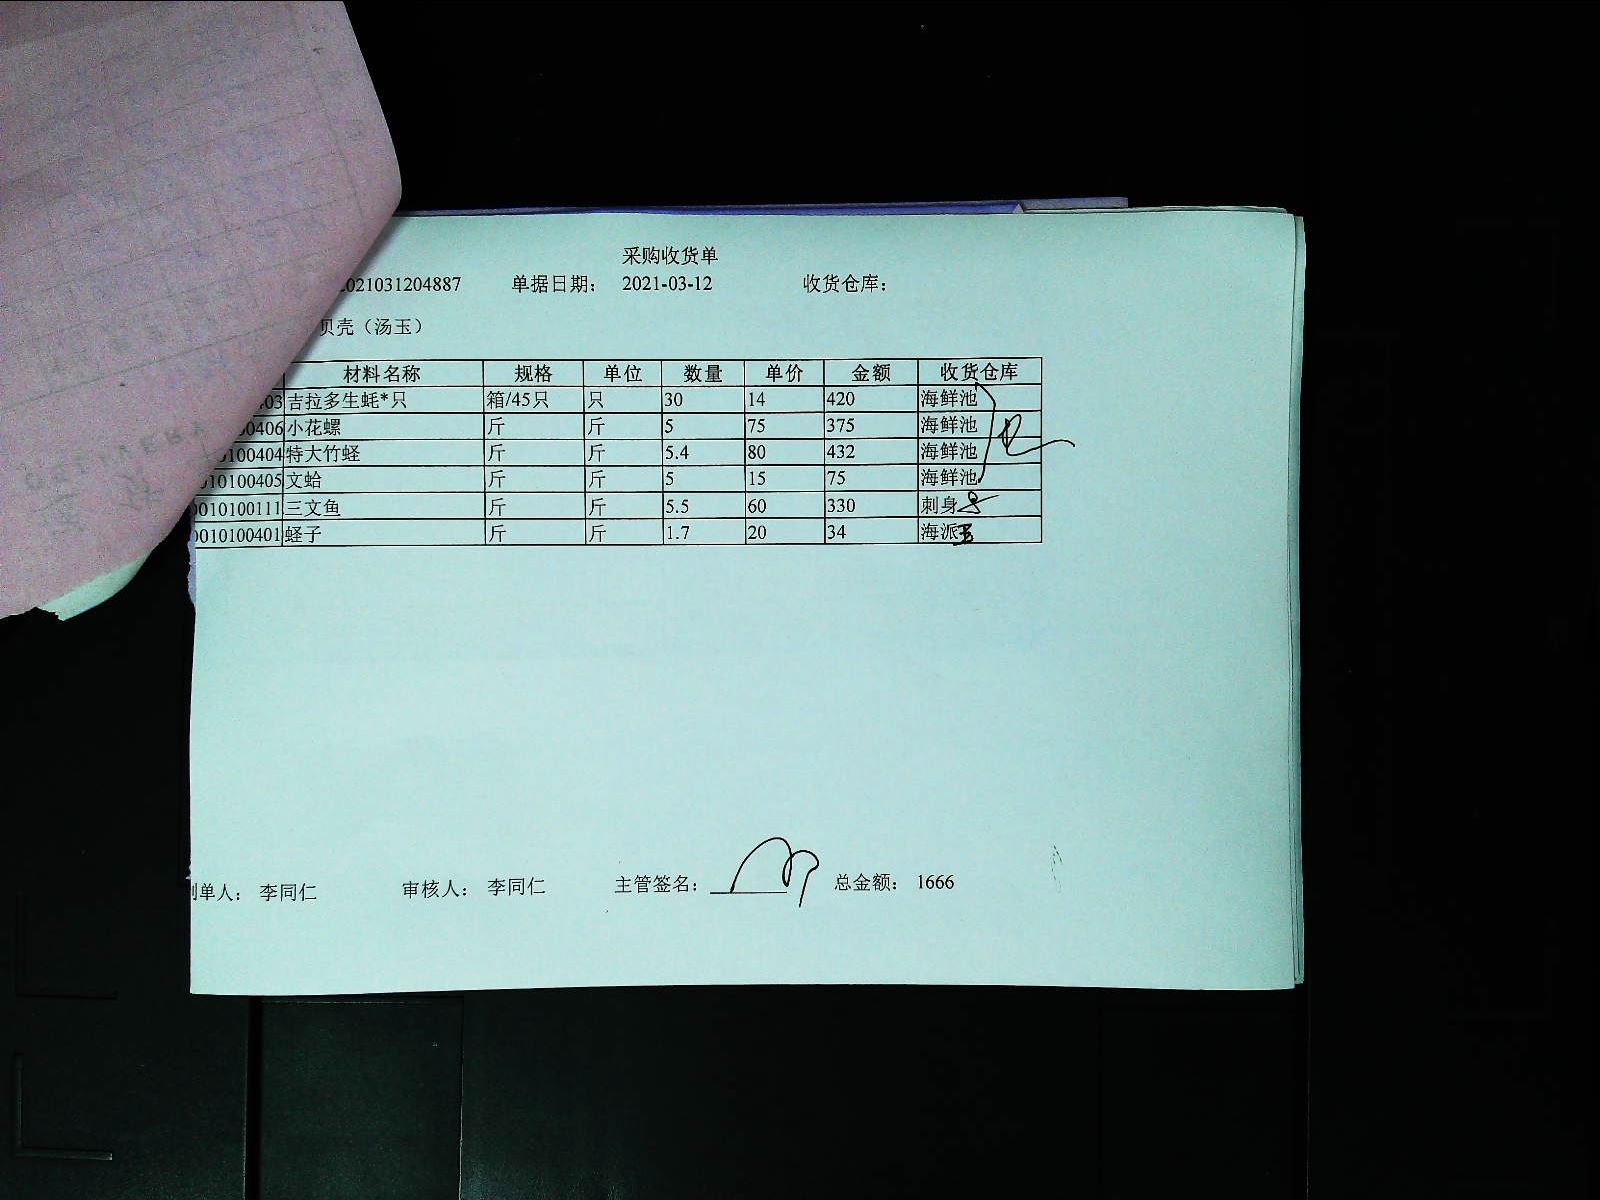 采购收货单
2021031204887 单据日期： 2021-03-12 收货仓库：
贝壳（汤玉）
材料名称 规格 单位 数量 单价 金额 收货仓库
403 吉拉多生蚝*只 箱/45只 只 30 14 420 海鲜池
00406 小花螺 斤 斤 5 75 375 海鲜池
0100404 特大竹蛏 斤 斤 5.4 80 432 海鲜池
010100405 文蛤 斤 斤 5 15 75 海鲜池
0010100111 三文鱼 斤 斤 5.5 60 330 刺身
0010100401 蛏子 斤 斤 1.7 20 34 海派
制单人： 李同仁 审核人： 李同仁 主管签名： 总金额： 1666